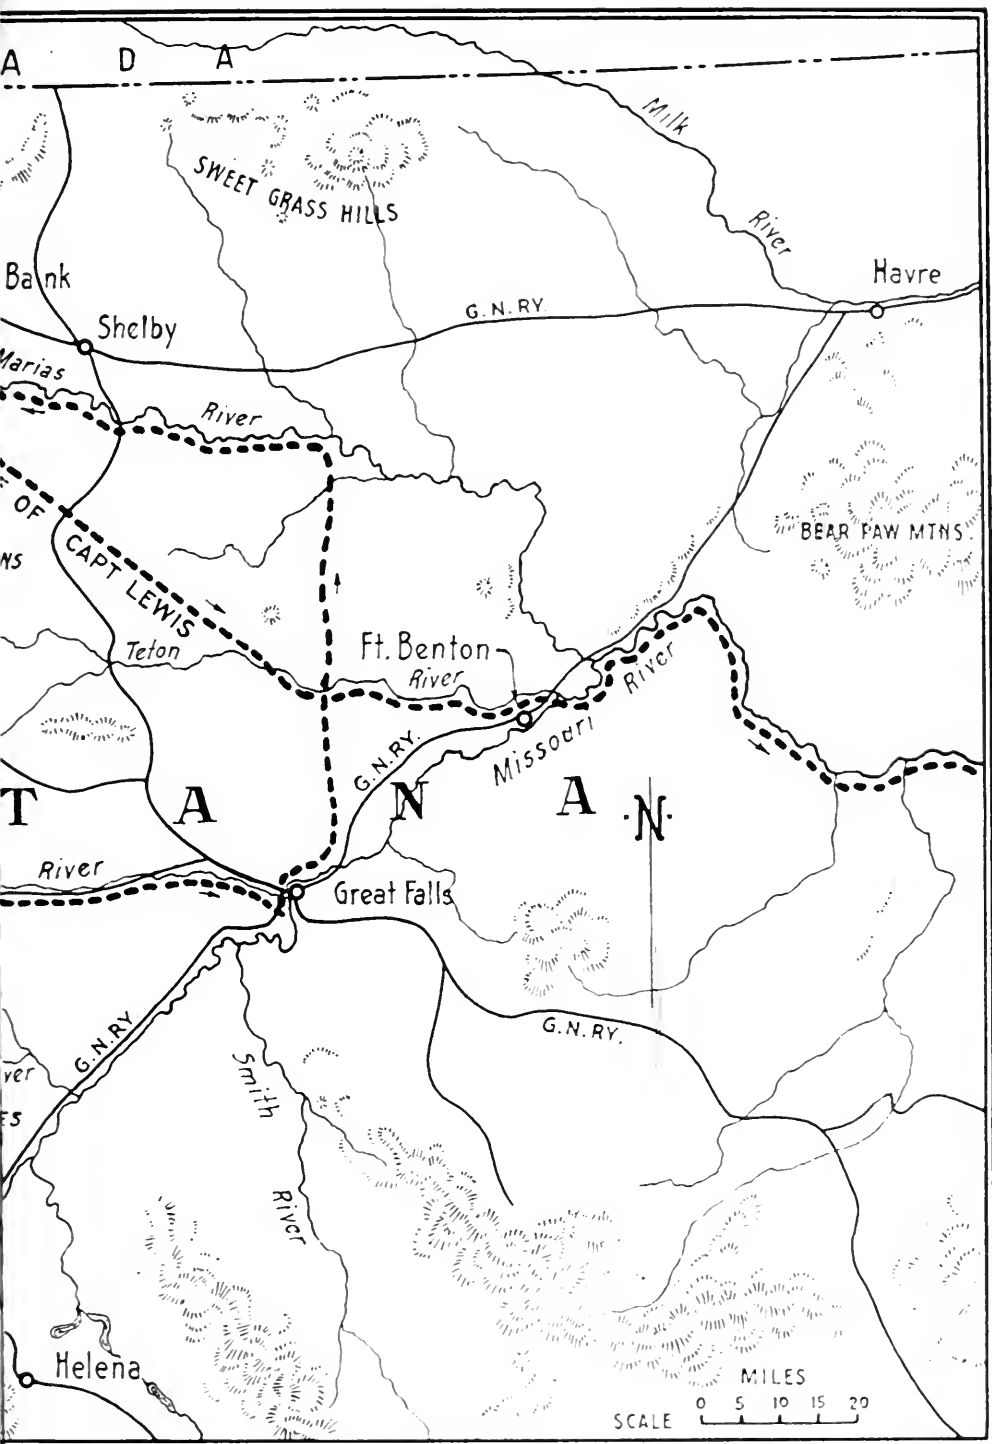 A D A
Milk
River
SWEET GRASS HILLS
Bank
Havre
G.N.RY.
Shelby
Marias
River
OF
CAPT LEWIS
BEAR PAW MTNS.
NS
Teton
River
Ft. Benton
River
Missouri
G.N.RY.
T A N A
N
River
Great Falls
G.N.RY.
G.N.RY.
Smith
River
ver
ES
Helena
MILES
0 5 10 15 20
SCALE